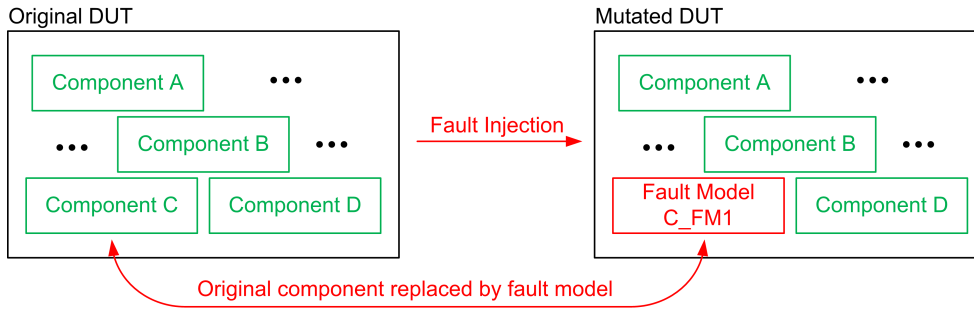 Original DUT
Component A
...
... Component B ...
Component C Component D
Fault Injection
Mutated DUT
Component A
...
... Component B ...
Fault Model
C_FM1
Component D
Original component replaced by fault model